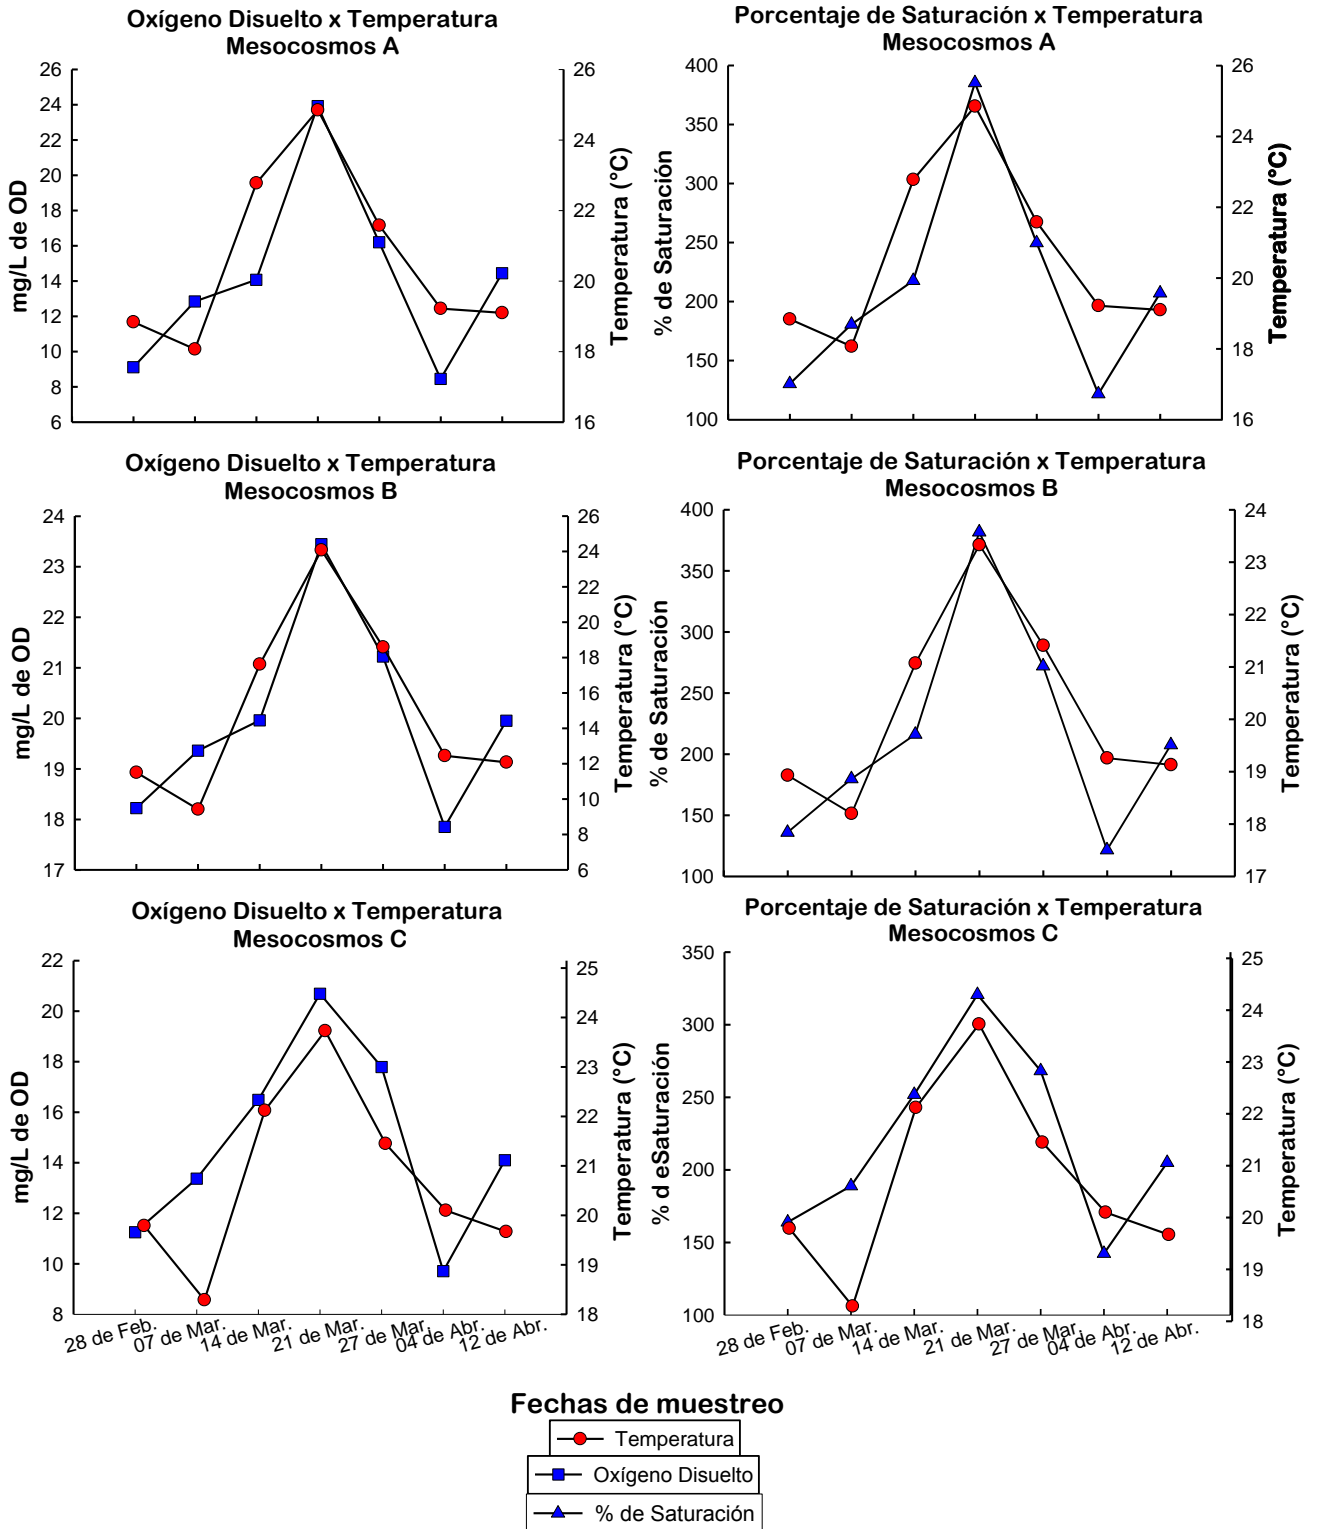 Oxígeno Disuelto x Temperatura
Mesocosmos A
26
24
22
20
18
16
14
12
10
8
6
mg/L de OD
26
24
22
20
18
16
Temperatura (°C)
Porcentaje de Saturación x Temperatura
Mesocosmos A
400
350
300
250
200
150
100
% de Saturación
26
24
22
20
18
16
Temperatura (°C)
Oxígeno Disuelto x Temperatura
Mesocosmos B
24
23
22
21
20
19
18
17
mg/L de OD
26
24
22
20
18
16
14
12
10
8
6
Temperatura (°C)
Porcentaje de Saturación x Temperatura
Mesocosmos B
400
350
300
250
200
150
100
% de Saturación
24
23
22
21
20
19
18
17
Temperatura (°C)
Oxígeno Disuelto x Temperatura
Mesocosmos C
22
20
18
16
14
12
10
8
mg/L de OD
25
24
23
22
21
20
19
18
Temperatura (°C)
28 de Feb.
07 de Mar.
14 de Mar.
21 de Mar.
27 de Mar.
04 de Abr.
12 de Abr.
Porcentaje de Saturación x Temperatura
Mesocosmos C
350
300
250
200
150
100
% d eSaturación
25
24
23
22
21
20
19
18
Temperatura (°C)
28 de Feb.
07 de Mar.
14 de Mar.
21 de Mar.
27 de Mar.
04 de Abr.
12 de Abr.
Fechas de muestreo
Temperatura
Oxígeno Disuelto
% de Saturación